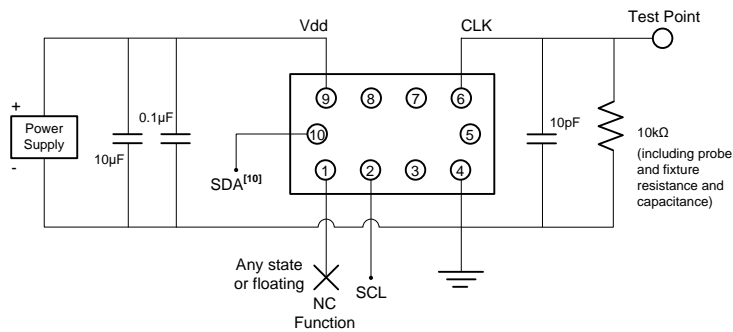 Test Point
Vdd
CLK
+
Power
Supply
-
10µF
0.1µF
9
8
7
6
10
5
1
2
3
4
SDA[10]
10pF
10kΩ
(including probe
and fixture
resistance and
capacitance)
Any state
or floating
NC
Function
SCL